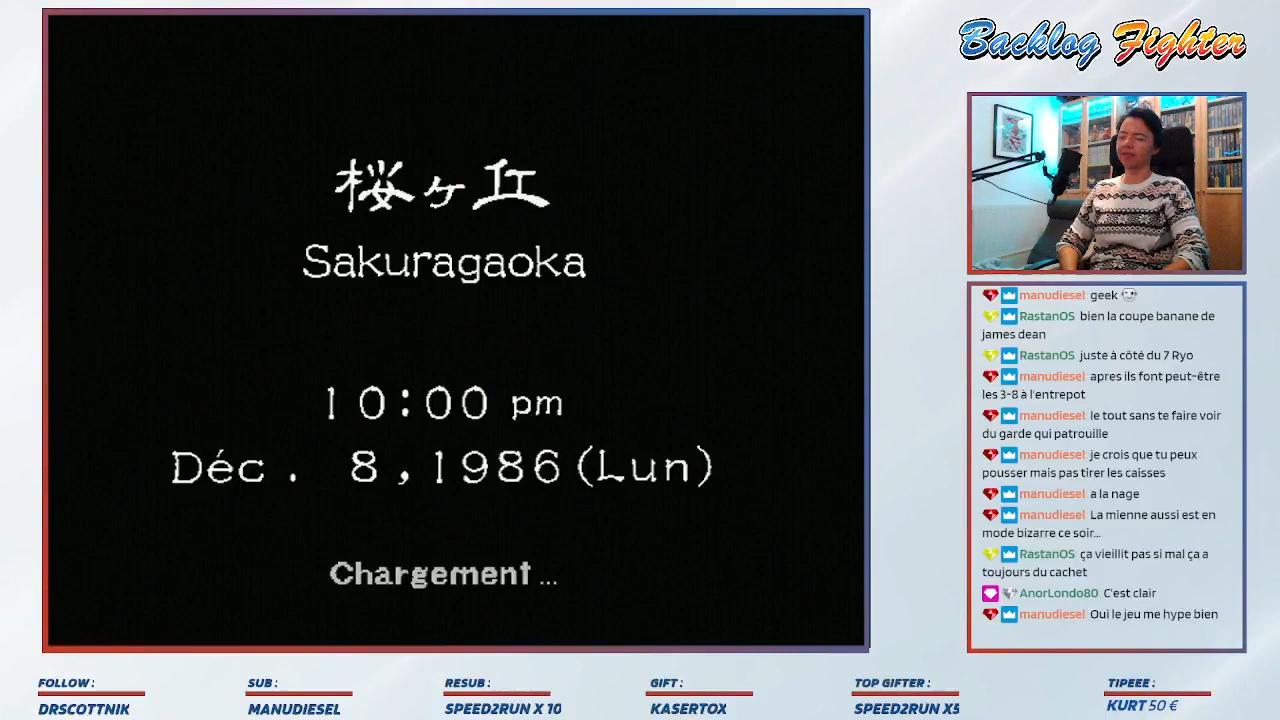 Backlog Fighter
桜ヶ丘
Sakuragaoka
10:00 pm
Déc. 8,1986(Lun)
Chargement ...
manudiesel geek
RastanOS bien la coupe banane de
james dean
RastanOS juste à côté du 7 Ryo
manudiesel apres ils font peut-être
les 3-8 à l'entrepot
manudiesel le tout sans te faire voir
du garde qui patrouille
manudiesel je crois que tu peux
pousser mais pas tirer les caisses
manudiesel a la nage
manudiesel La mienne aussi est en
mode bizarre ce soir...
RastanOS ça vieillit pas si mal ça a
toujours du cachet
AnorLondo80 C'est clair
manudiesel Oui le jeu me hype bien
FOLLOW : SUB : RESUB : GIFT : TOP GIFTER : TIPEEE :
DRSCOTTNIK MANUDIESEL SPEED2RUN X 10 KASERTOX SPEED2RUN X5 KURT 50 €